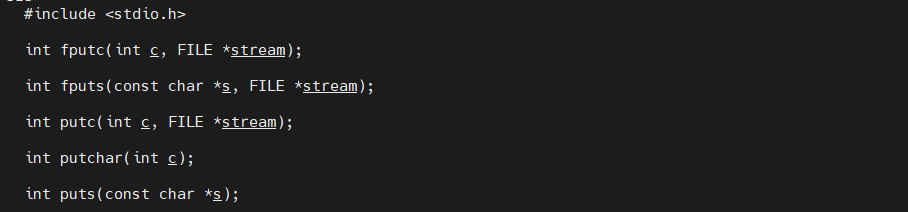 #include <stdio.h>
int fputc(int c, FILE *stream);
int fputs(const char *s, FILE *stream);
int putc(int c, FILE *stream);
int putchar(int c);
int puts(const char *s);